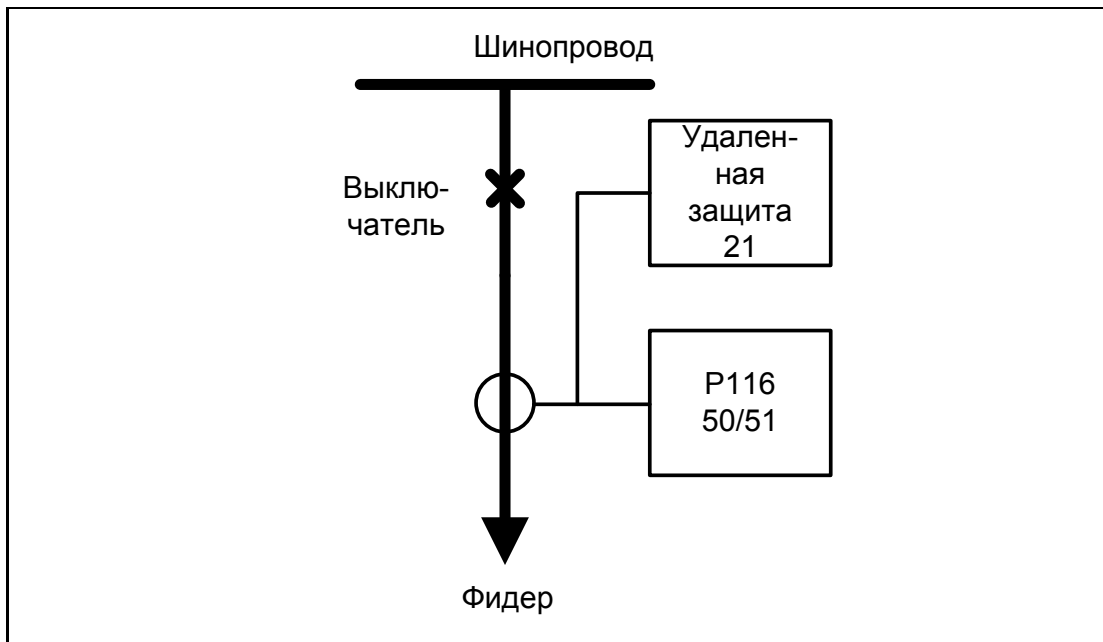 Шинопровод
Удален-
ная
защита
21
Выклю-
чатель
P116
50/51
Фидер